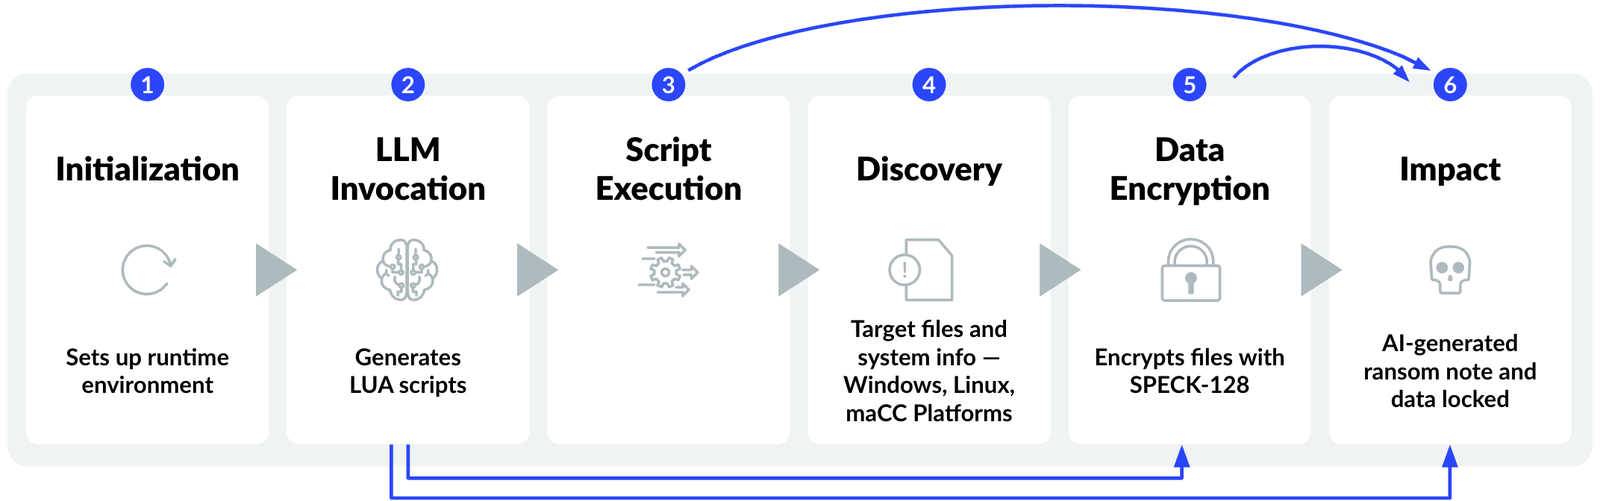 1
Initialization
Sets up runtime
environment
2
LLM
Invocation
Generates
LUA scripts
3
Script
Execution
4
Discovery
!
Target files and
system info —
Windows, Linux,
maCC Platforms
5
Data
Encryption
Encrypts files with
SPECK-128
6
Impact
AI-generated
ransom note and
data locked